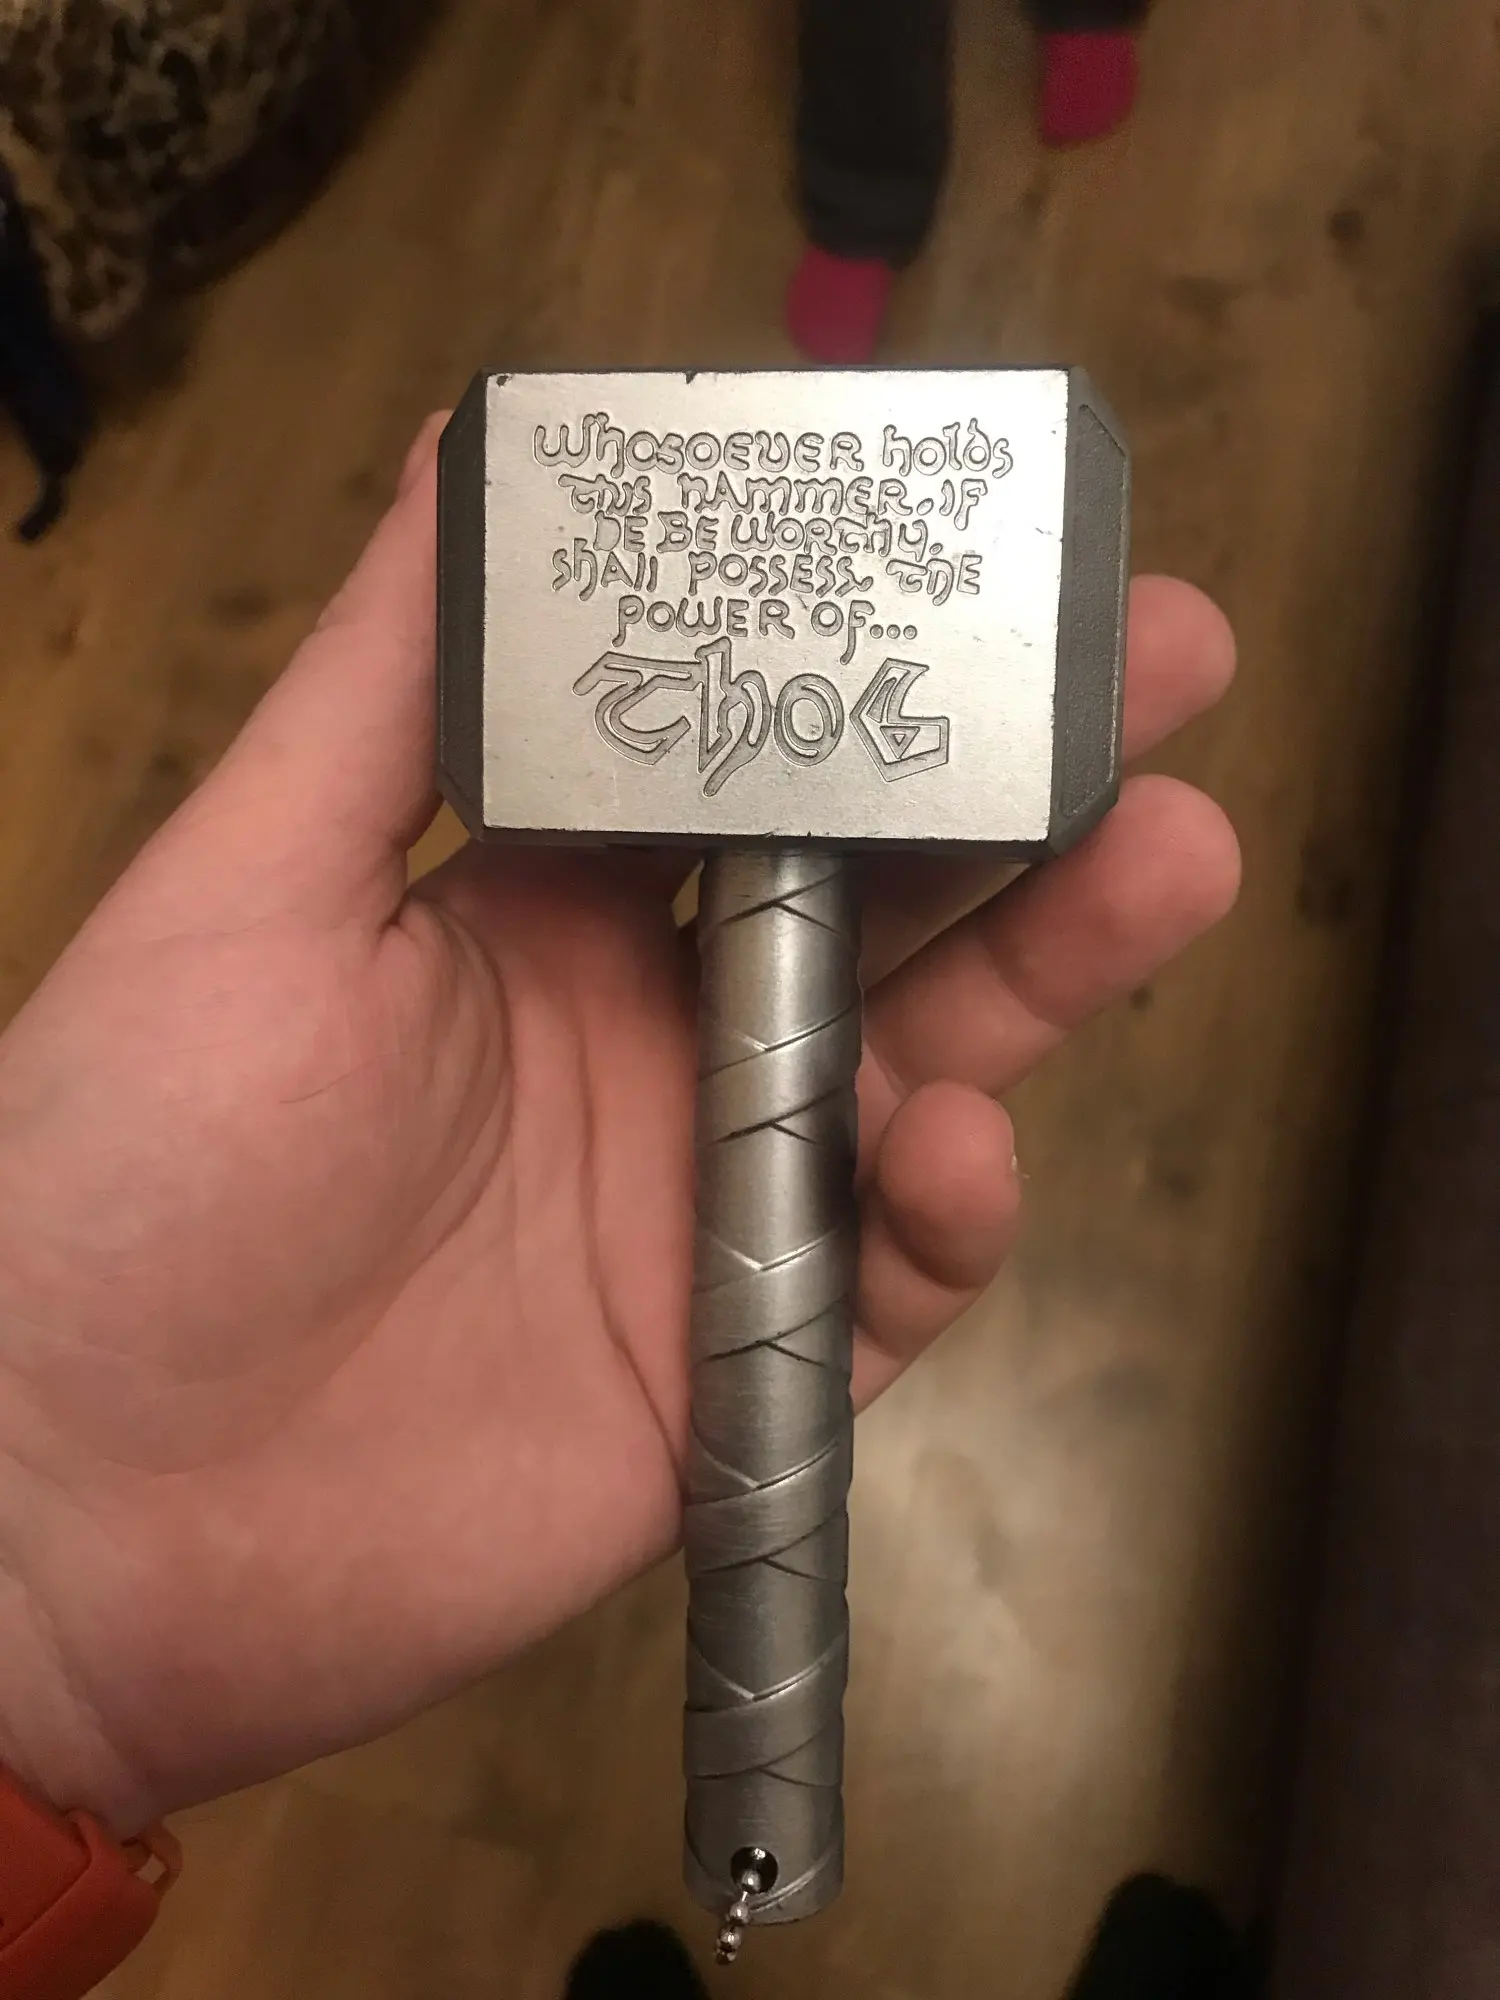 Whosoever holds
this hammer, if
he be worthy,
shall possess the
power of...
Thor